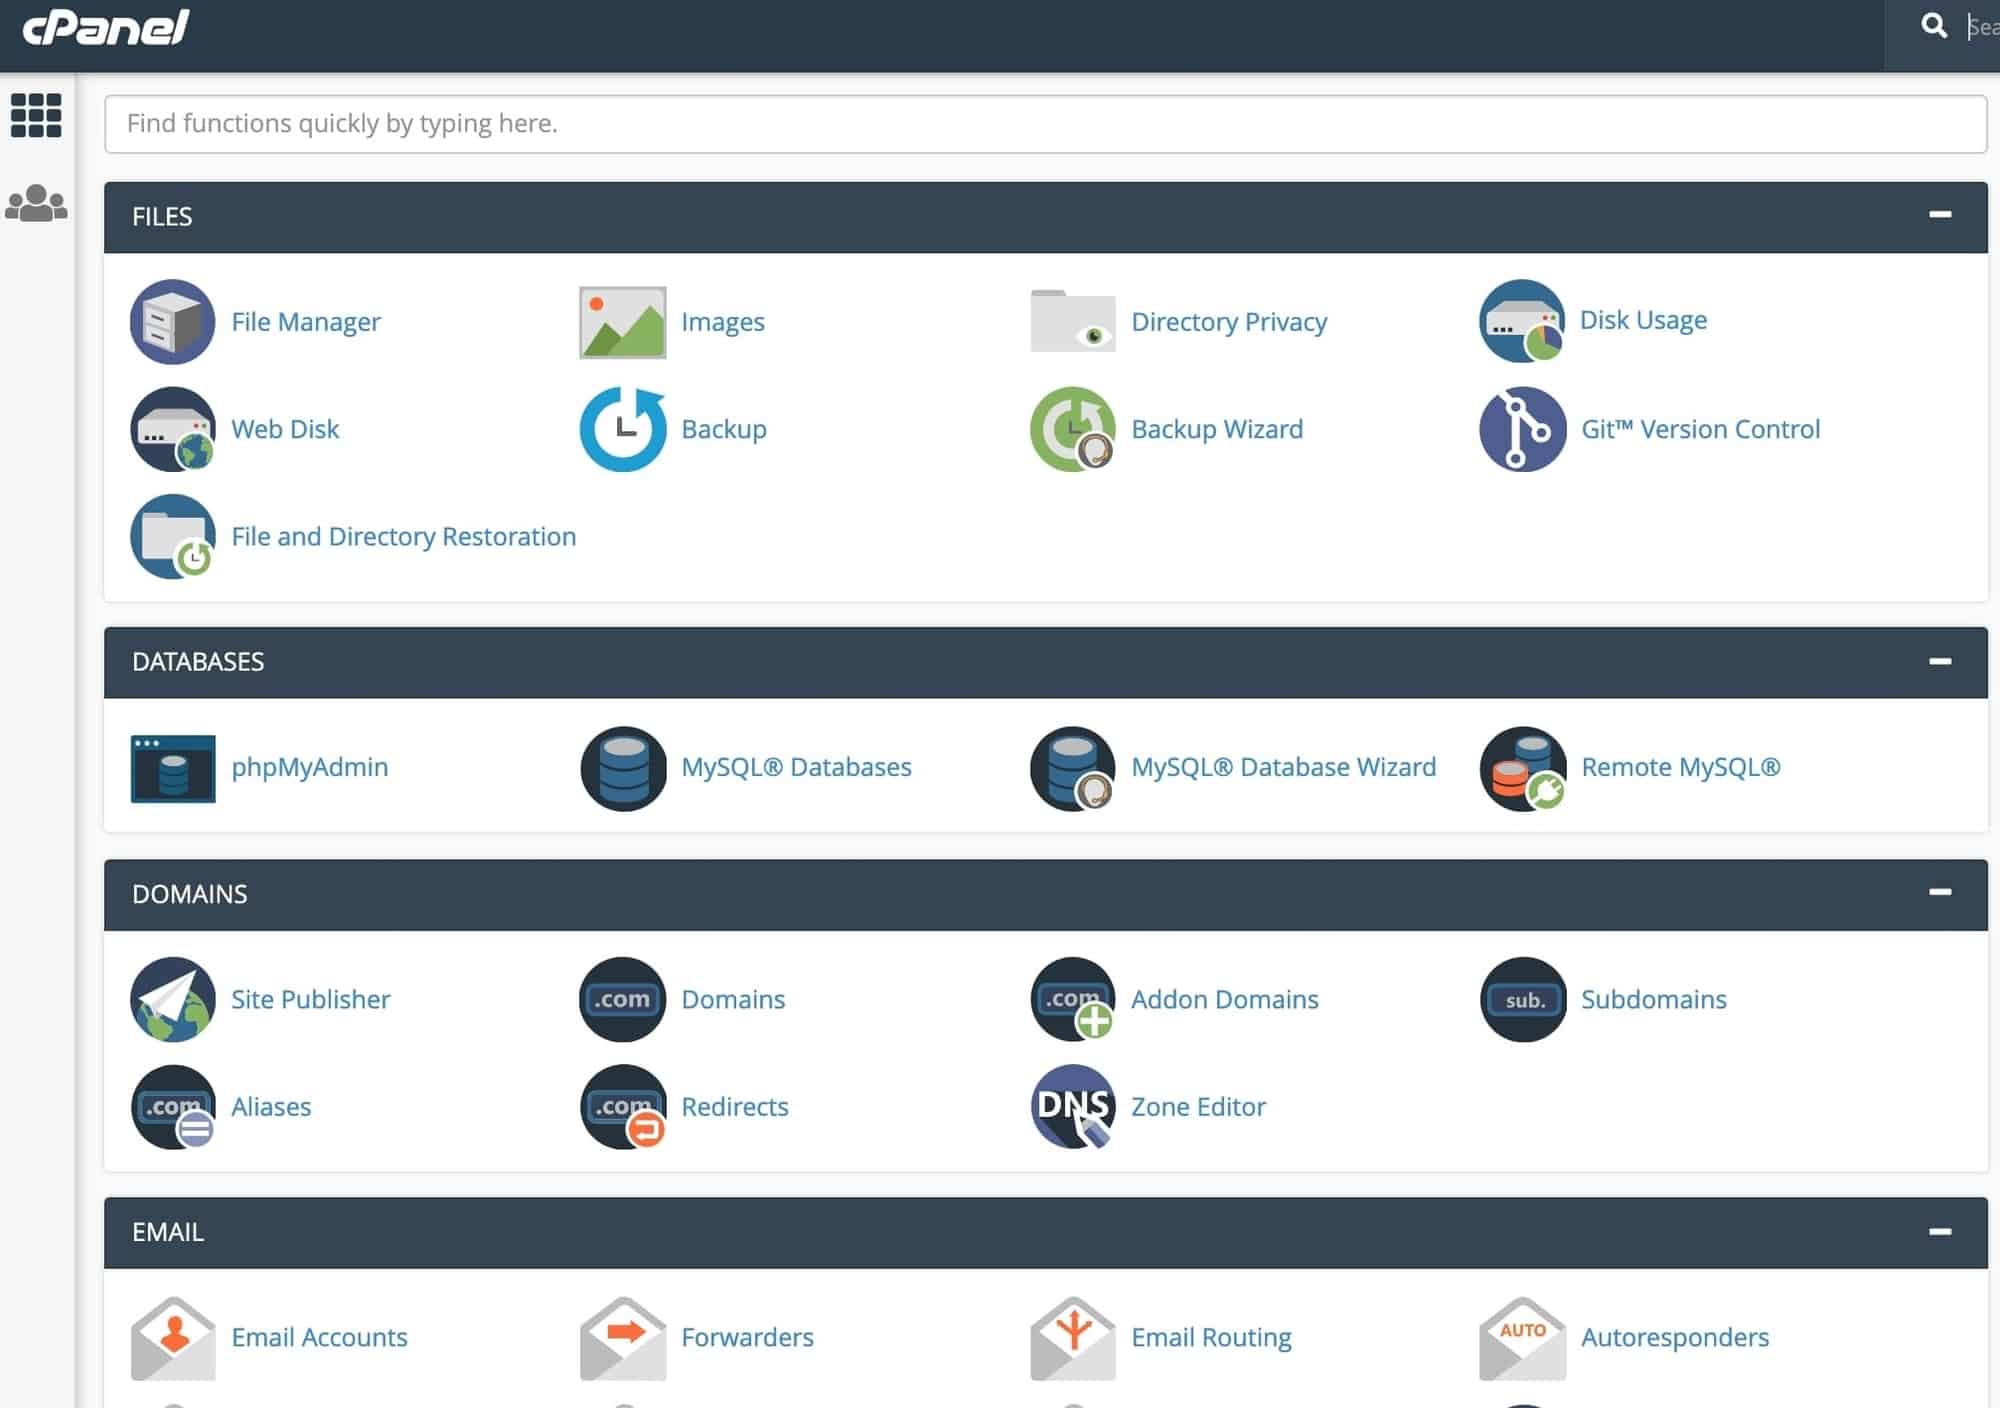 cPanel
Find functions quickly by typing here.
FILES
File Manager
Images
Directory Privacy
Disk Usage
Web Disk
Backup
Backup Wizard
Git™ Version Control
File and Directory Restoration
DATABASES
phpMyAdmin
MySQL® Databases
MySQL® Database Wizard
Remote MySQL®
DOMAINS
Site Publisher
.com
Domains
.com
Addon Domains
sub.
Subdomains
.com
Aliases
.com
Redirects
DNS
Zone Editor
EMAIL
Email Accounts
Forwarders
Email Routing
AUTO
Autoresponders